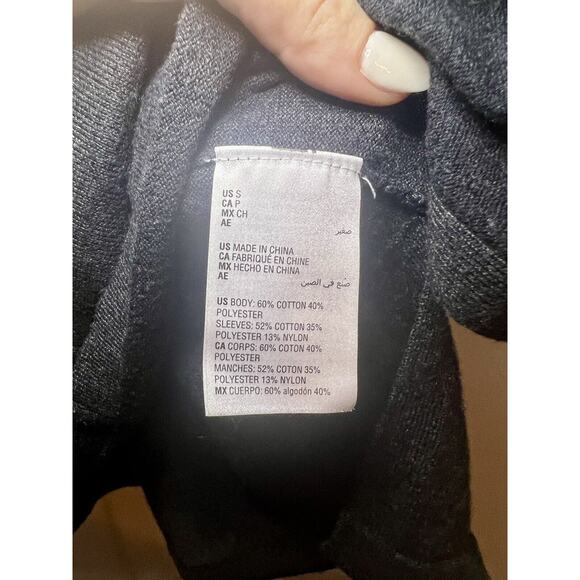 US S
CA P
MX CH
AE صغير
US MADE IN CHINA
CA FABRIQUÉ EN CHINE
MX HECHO EN CHINA
AE صنع في الصين
US BODY: 60% COTTON 40%
POLYESTER
SLEEVES: 52% COTTON 35%
POLYESTER 13% NYLON
CA CORPS: 60% COTON 40%
POLYESTER
MANCHES: 52% COTON 35%
POLYESTER 13% NYLON
MX CUERPO: 60% algodón 40%